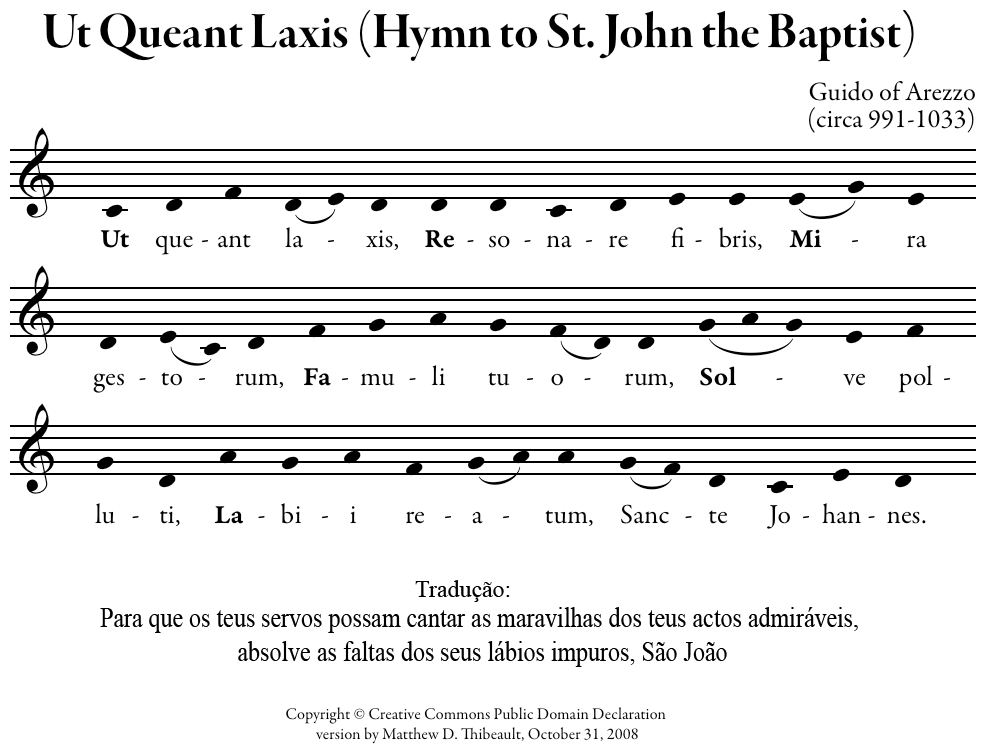 Ut Queant Laxis (Hymn to St. John the Baptist)
Guido of Arezzo
(circa 991-1033)
Ut que - ant la - xis, Re - so - na - re fi - bris, Mi - ra
ges - to - rum, Fa - mu - li tu - o - rum, Sol - ve pol -
lu - ti, La - bi - i re - a - tum, Sanc - te Jo - han - nes.
Tradução:
Para que os teus servos possam cantar as maravilhas dos teus actos admiráveis,
absolve as faltas dos seus lábios impuros, São João
Copyright © Creative Commons Public Domain Declaration
version by Matthew D. Thibeault, October 31, 2008